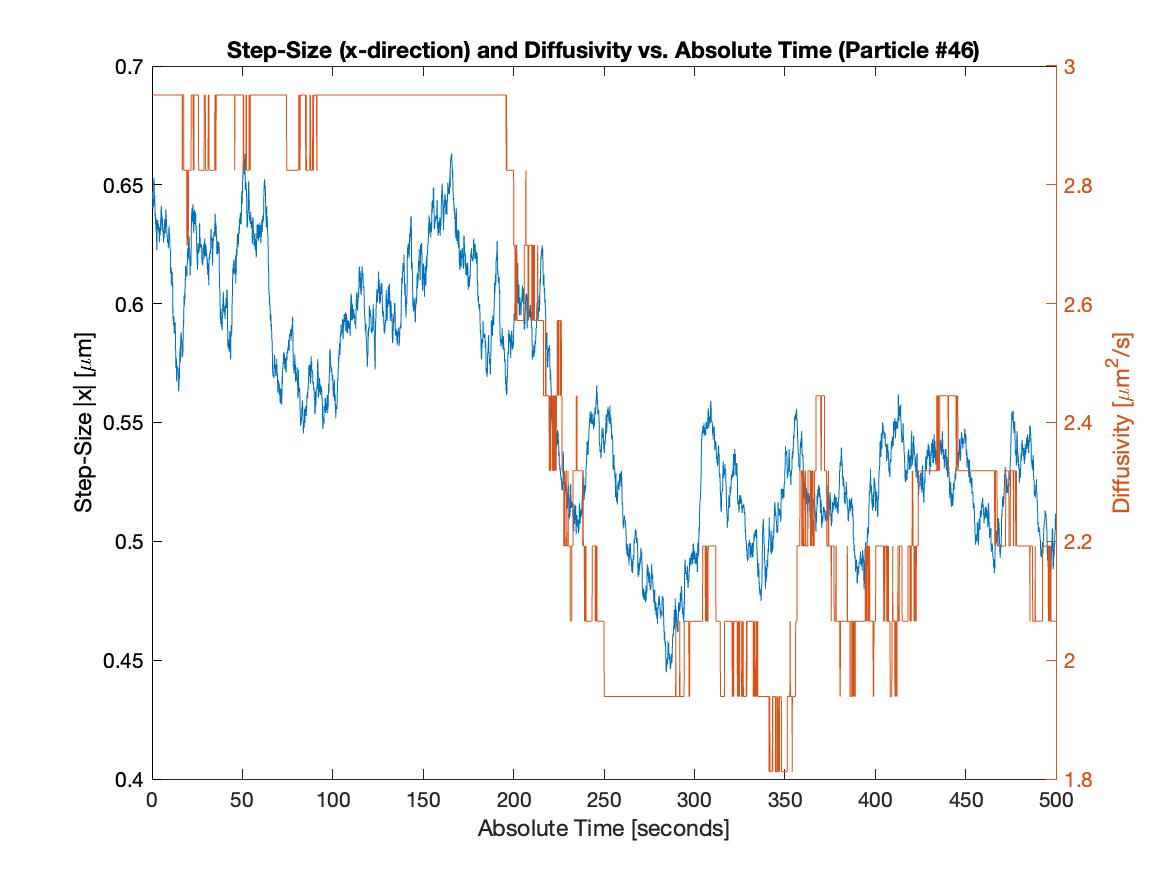 Step-Size (x-direction) and Diffusivity vs. Absolute Time (Particle #46)
0.7
0.65
0.6
0.55
0.5
0.45
0.4
Step-Size |x| [μm]
3
2.8
2.6
2.4
2.2
2
1.8
Diffusivity [μm²/s]
0 50 100 150 200 250 300 350 400 450 500
Absolute Time [seconds]